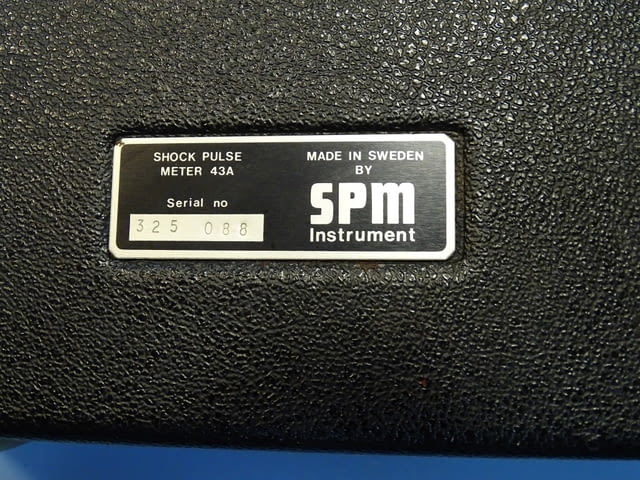 SHOCK PULSE
METER 43A
Serial no
325 088
MADE IN SWEDEN
BY
SPM
Instrument